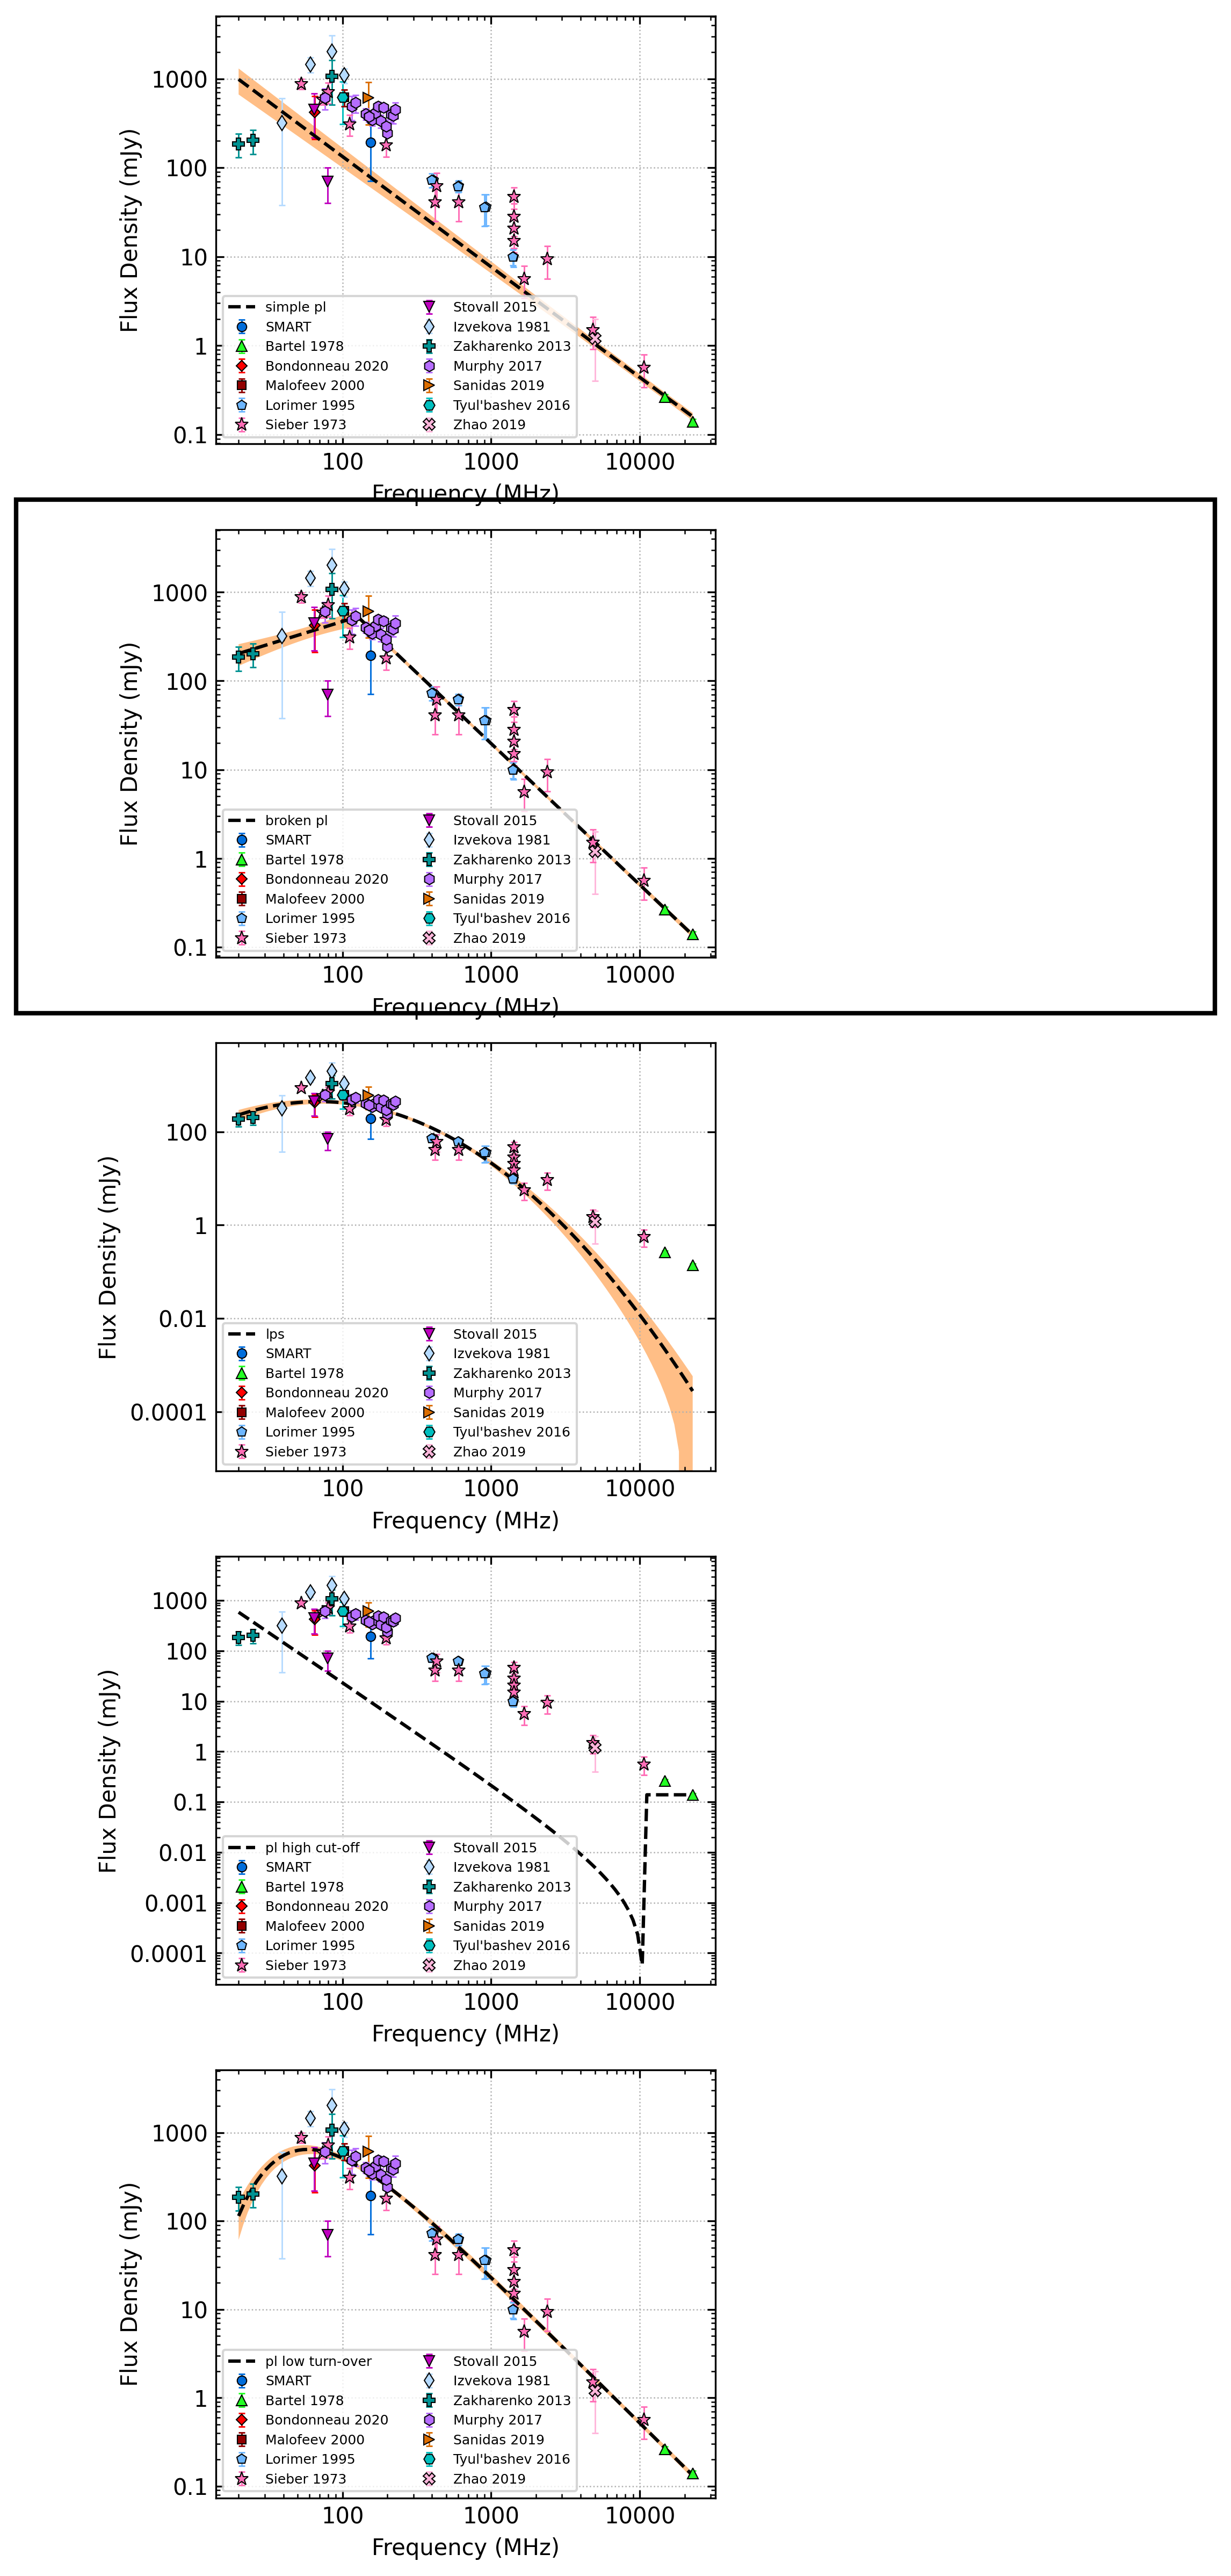 1000
100
10
1
0.1
Flux Density (mJy)
simple pl
SMART
Bartel 1978
Bondonneau 2020
Malofeev 2000
Lorimer 1995
Sieber 1973
Stovall 2015
Izvekova 1981
Zakharenko 2013
Murphy 2017
Sanidas 2019
Tyul'bashev 2016
Zhao 2019
100 1000 10000
Frequency (MHz)
1000
100
10
1
0.1
Flux Density (mJy)
broken pl
SMART
Bartel 1978
Bondonneau 2020
Malofeev 2000
Lorimer 1995
Sieber 1973
Stovall 2015
Izvekova 1981
Zakharenko 2013
Murphy 2017
Sanidas 2019
Tyul'bashev 2016
Zhao 2019
100 1000 10000
Frequency (MHz)
100
1
0.01
0.0001
Flux Density (mJy)
lps
SMART
Bartel 1978
Bondonneau 2020
Malofeev 2000
Lorimer 1995
Sieber 1973
Stovall 2015
Izvekova 1981
Zakharenko 2013
Murphy 2017
Sanidas 2019
Tyul'bashev 2016
Zhao 2019
100 1000 10000
Frequency (MHz)
1000
100
10
1
0.1
0.01
0.001
0.0001
Flux Density (mJy)
pl high cut-off
SMART
Bartel 1978
Bondonneau 2020
Malofeev 2000
Lorimer 1995
Sieber 1973
Stovall 2015
Izvekova 1981
Zakharenko 2013
Murphy 2017
Sanidas 2019
Tyul'bashev 2016
Zhao 2019
100 1000 10000
Frequency (MHz)
1000
100
10
1
0.1
Flux Density (mJy)
pl low turn-over
SMART
Bartel 1978
Bondonneau 2020
Malofeev 2000
Lorimer 1995
Sieber 1973
Stovall 2015
Izvekova 1981
Zakharenko 2013
Murphy 2017
Sanidas 2019
Tyul'bashev 2016
Zhao 2019
100 1000 10000
Frequency (MHz)